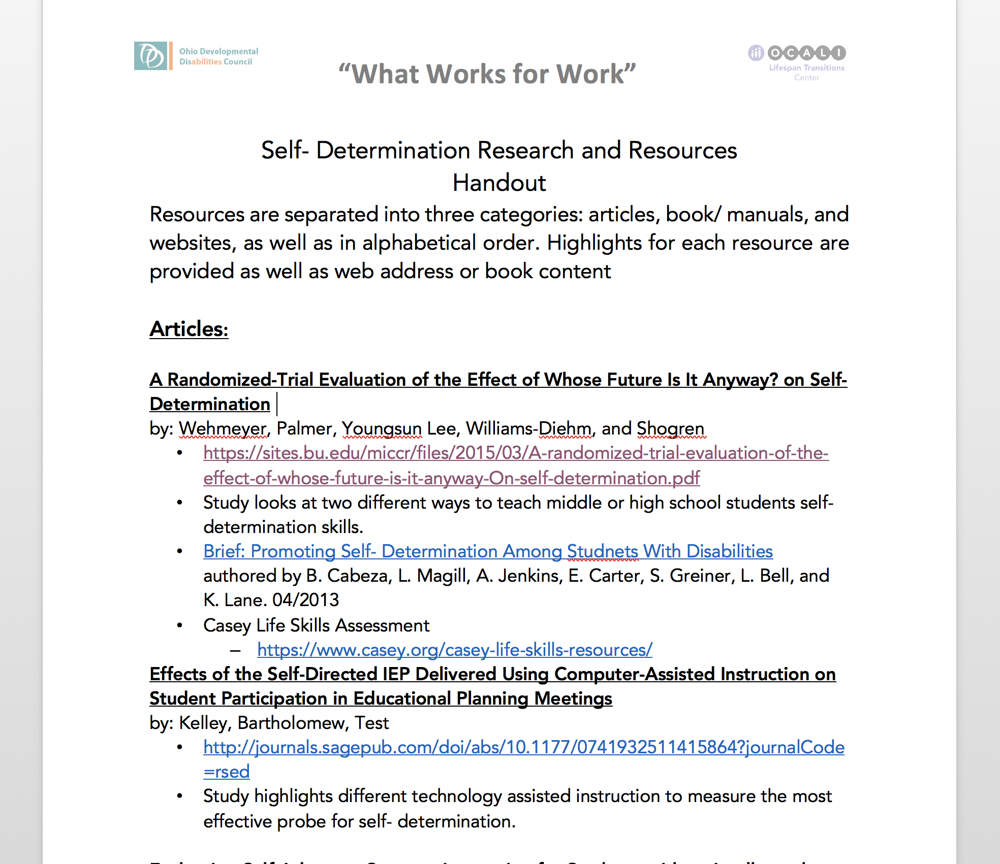 Ohio Developmental
Disabilities Council
“What Works for Work”
OCALI
Lifespan Transitions
Center
Self- Determination Research and Resources
Handout
Resources are separated into three categories: articles, book/ manuals, and
websites, as well as in alphabetical order. Highlights for each resource are
provided as well as web address or book content
Articles:
A Randomized-Trial Evaluation of the Effect of Whose Future Is It Anyway? on Self-
Determination
by: Wehmeyer, Palmer, Youngsun Lee, Williams-Diehm, and Shogren
• https://sites.bu.edu/miccr/files/2015/03/A-randomized-trial-evaluation-of-the-
effect-of-whose-future-is-it-anyway-On-self-determination.pdf
• Study looks at two different ways to teach middle or high school students self-
determination skills.
• Brief: Promoting Self- Determination Among Studnets With Disabilities
authored by B. Cabeza, L. Magill, A. Jenkins, E. Carter, S. Greiner, L. Bell, and
K. Lane. 04/2013
• Casey Life Skills Assessment
– https://www.casey.org/casey-life-skills-resources/
Effects of the Self-Directed IEP Delivered Using Computer-Assisted Instruction on
Student Participation in Educational Planning Meetings
by: Kelley, Bartholomew, Test
• http://journals.sagepub.com/doi/abs/10.1177/0741932511415864?journalCode
=rsed
• Study highlights different technology assisted instruction to measure the most
effective probe for self- determination.